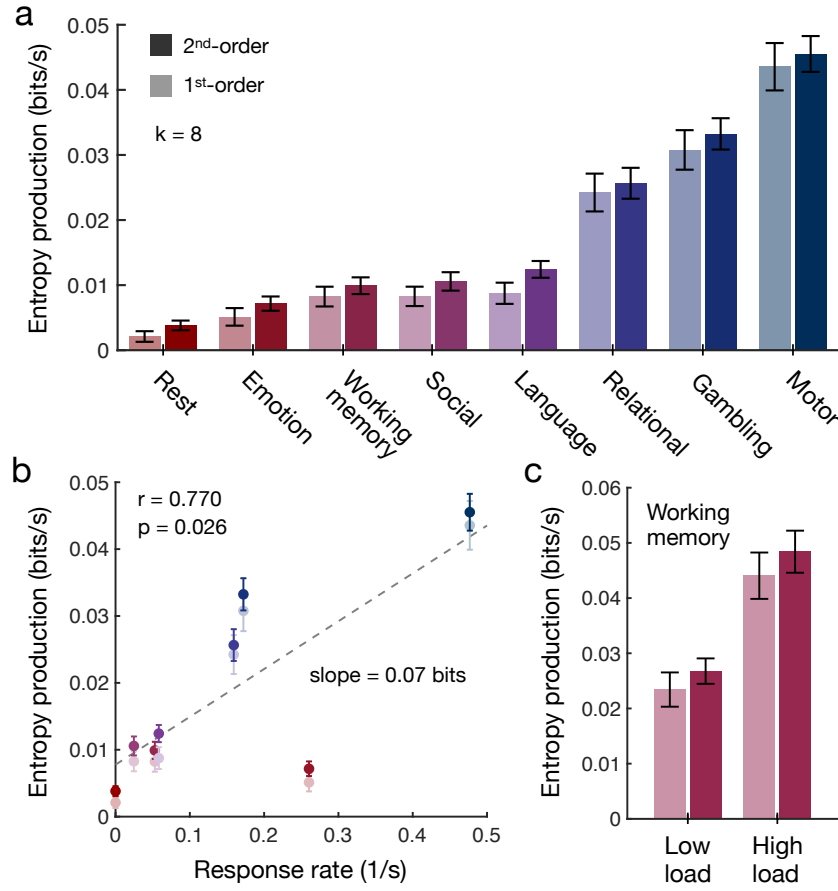 a
Entropy production (bits/s)
0.05
0.04
0.03
0.02
0.01
0
2nd-order
1st-order
k = 8
Rest
Emotion
Working
memory
Social
Language
Relational
Gambling
Motor
b
Entropy production (bits/s)
0.05
0.04
0.03
0.02
0.01
0
r = 0.770
p = 0.026
slope = 0.07 bits
0
0.1
0.2
0.3
0.4
0.5
Response rate (1/s)
c
Entropy production (bits/s)
0.06
0.05
0.04
0.03
0.02
0.01
0
Working
memory
Low
load
High
load